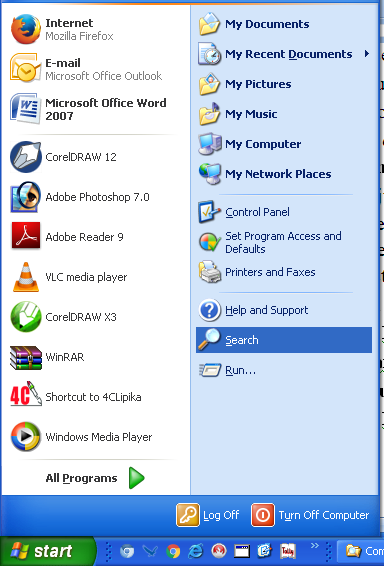 Internet
Mozilla Firefox
E-mail
Microsoft Office Outlook
Microsoft Office Word
2007
CorelDRAW 12
Adobe Photoshop 7.0
Adobe Reader 9
VLC media player
CorelDRAW X3
WinRAR
4C Shortcut to 4CLipika
Windows Media Player
All Programs
My Documents
My Recent Documents
My Pictures
My Music
My Computer
My Network Places
Control Panel
Set Program Access and
Defaults
Printers and Faxes
Help and Support
Search
Run...
Log Off
Turn Off Computer
start
Tally
Com